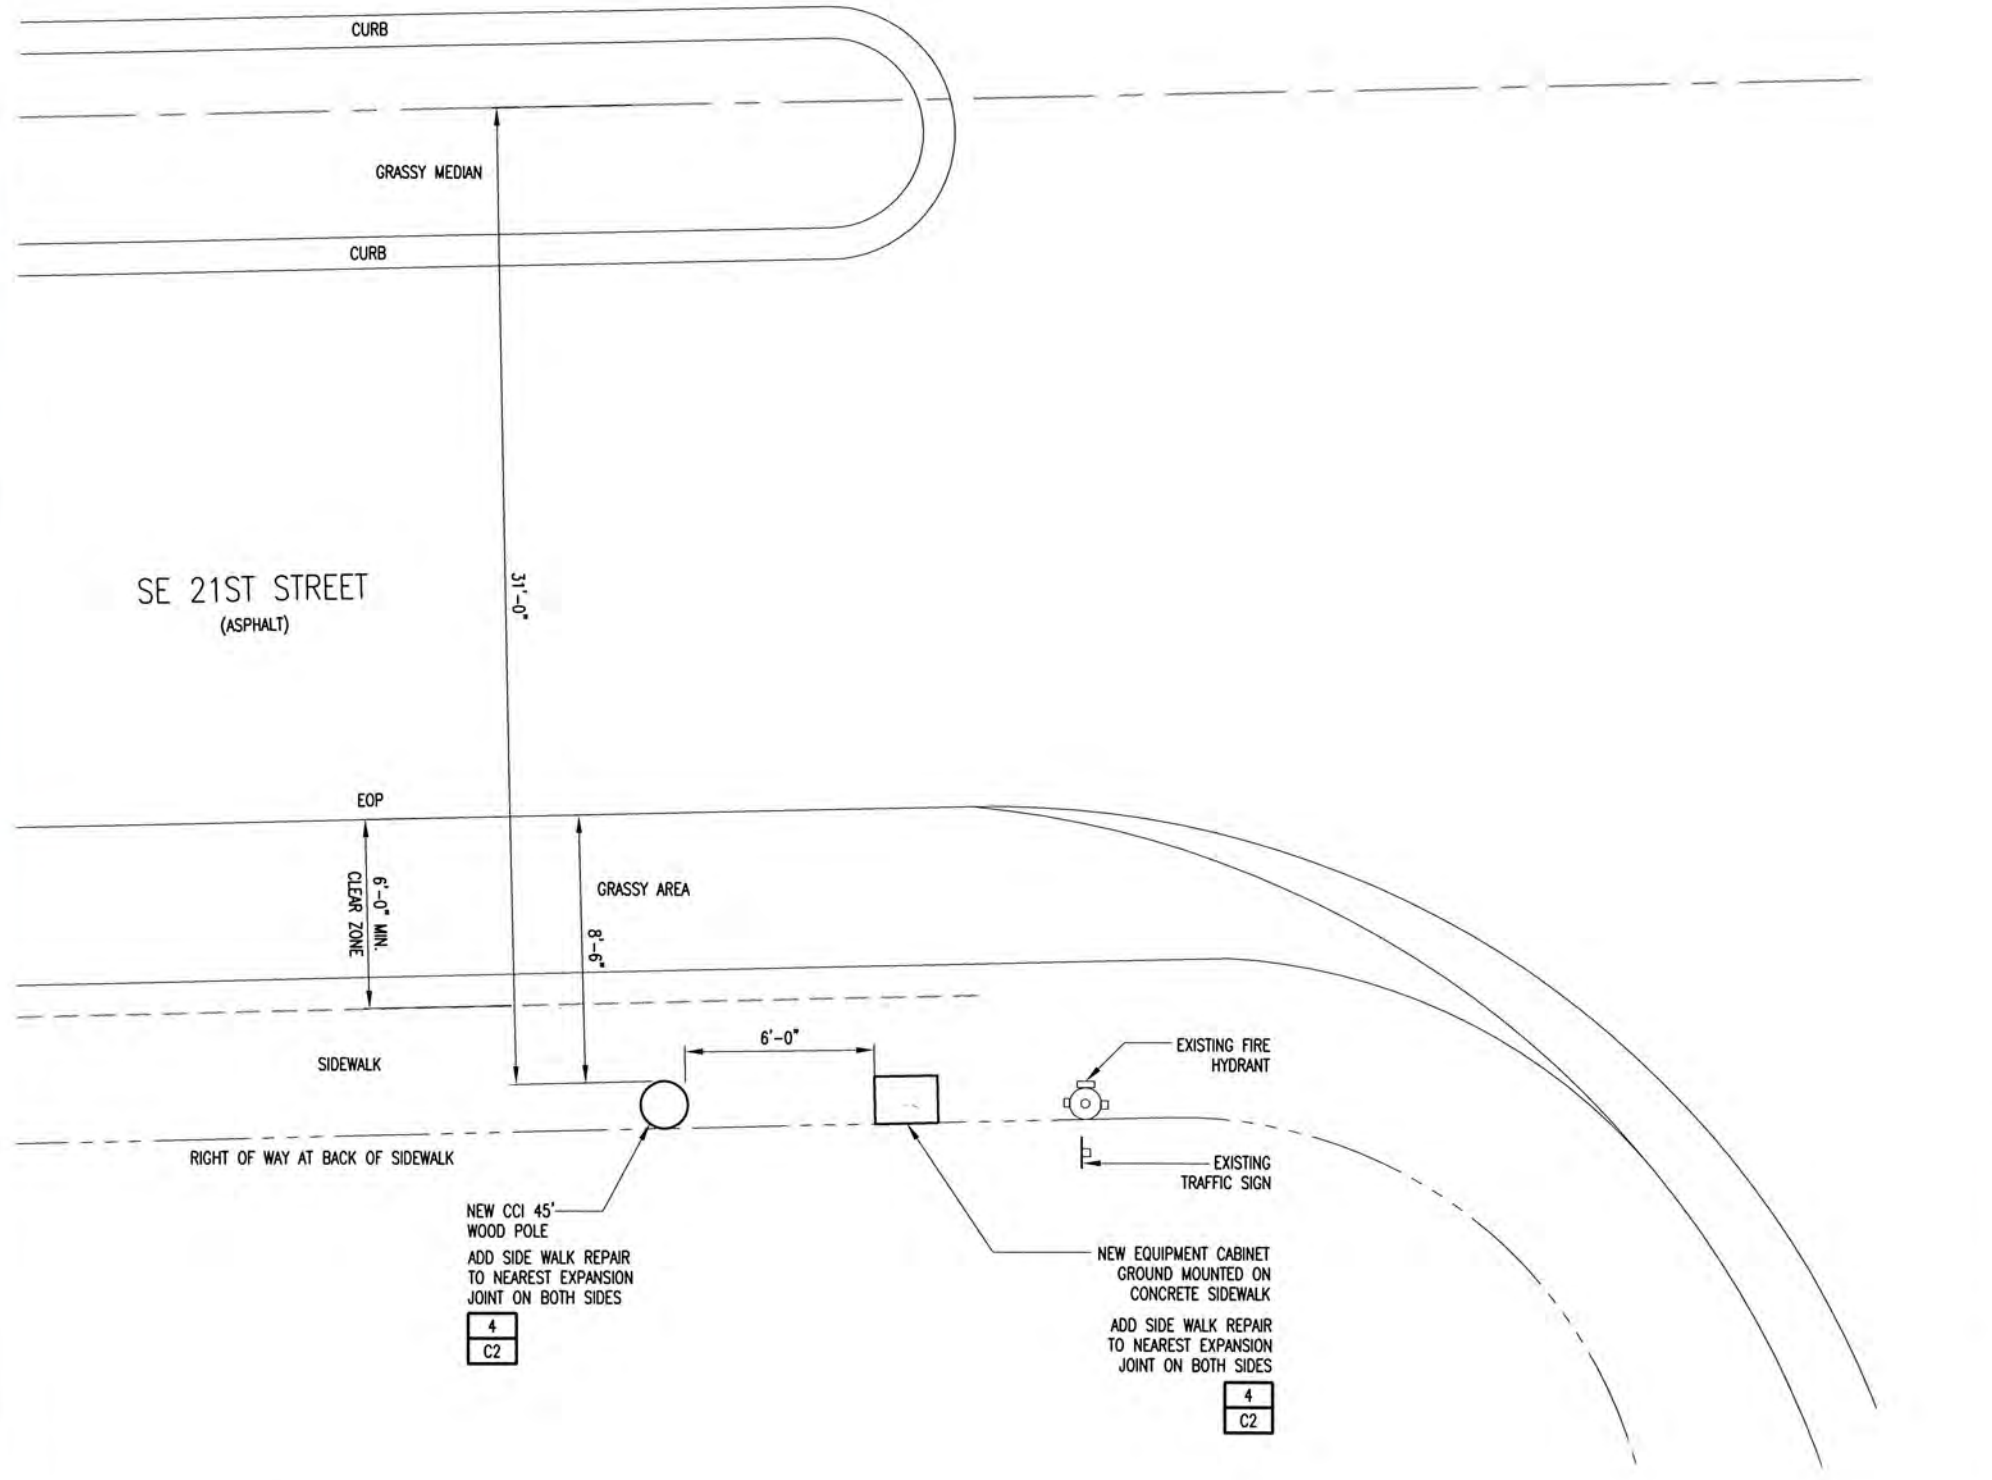 CURB
GRASSY MEDIAN
CURB
31'-0"
SE 21ST STREET
(ASPHALT)
EOP
6'-0" MIN.
CLEAR ZONE
GRASSY AREA
8'-6"
6'-0"
SIDEWALK
EXISTING FIRE
HYDRANT
RIGHT OF WAY AT BACK OF SIDEWALK
EXISTING
TRAFFIC SIGN
NEW CCI 45'
WOOD POLE
ADD SIDE WALK REPAIR
TO NEAREST EXPANSION
JOINT ON BOTH SIDES
4
C2
NEW EQUIPMENT CABINET
GROUND MOUNTED ON
CONCRETE SIDEWALK
ADD SIDE WALK REPAIR
TO NEAREST EXPANSION
JOINT ON BOTH SIDES
4
C2